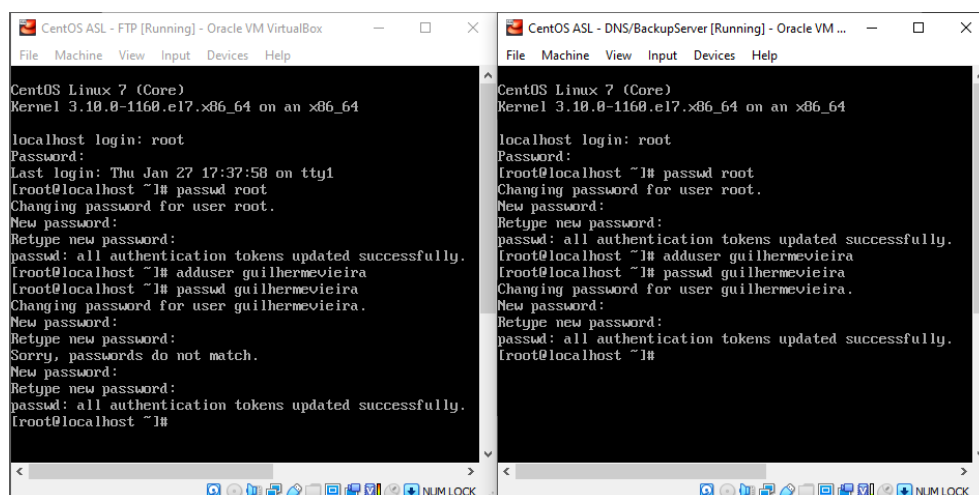 CentOS ASL - FTP [Running] - Oracle VM VirtualBox
File Machine View Input Devices Help
CentOS Linux 7 (Core)
Kernel 3.10.0-1160.el7.x86_64 on an x86_64
localhost login: root
Password:
Last login: Thu Jan 27 17:37:58 on tty1
[root@localhost ~]# passwd root
Changing password for user root.
New password:
Retype new password:
passwd: all authentication tokens updated successfully.
[root@localhost ~]# adduser guilhermevieira
[root@localhost ~]# passwd guilhermevieira
Changing password for user guilhermevieira.
New password:
Retype new password:
Sorry, passwords do not match.
New password:
Retype new password:
passwd: all authentication tokens updated successfully.
[root@localhost ~]#
NUM LOCK
CentOS ASL - DNS/BackupServer [Running] - Oracle VM ...
File Machine View Input Devices Help
CentOS Linux 7 (Core)
Kernel 3.10.0-1160.el7.x86_64 on an x86_64
localhost login: root
Password:
[root@localhost ~]# passwd root
Changing password for user root.
New password:
Retype new password:
passwd: all authentication tokens updated successfully.
[root@localhost ~]# adduser guilhermevieira
[root@localhost ~]# passwd guilhermevieira
Changing password for user guilhermevieira.
New password:
Retype new password:
passwd: all authentication tokens updated successfully.
[root@localhost ~]#
NUM LOCK